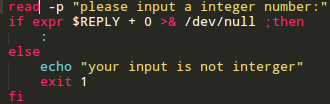 read -p "please input a integer number:"
if expr $REPLY + 0 >& /dev/null ;then
    :
else
    echo "your input is not interger"
    exit 1
fi